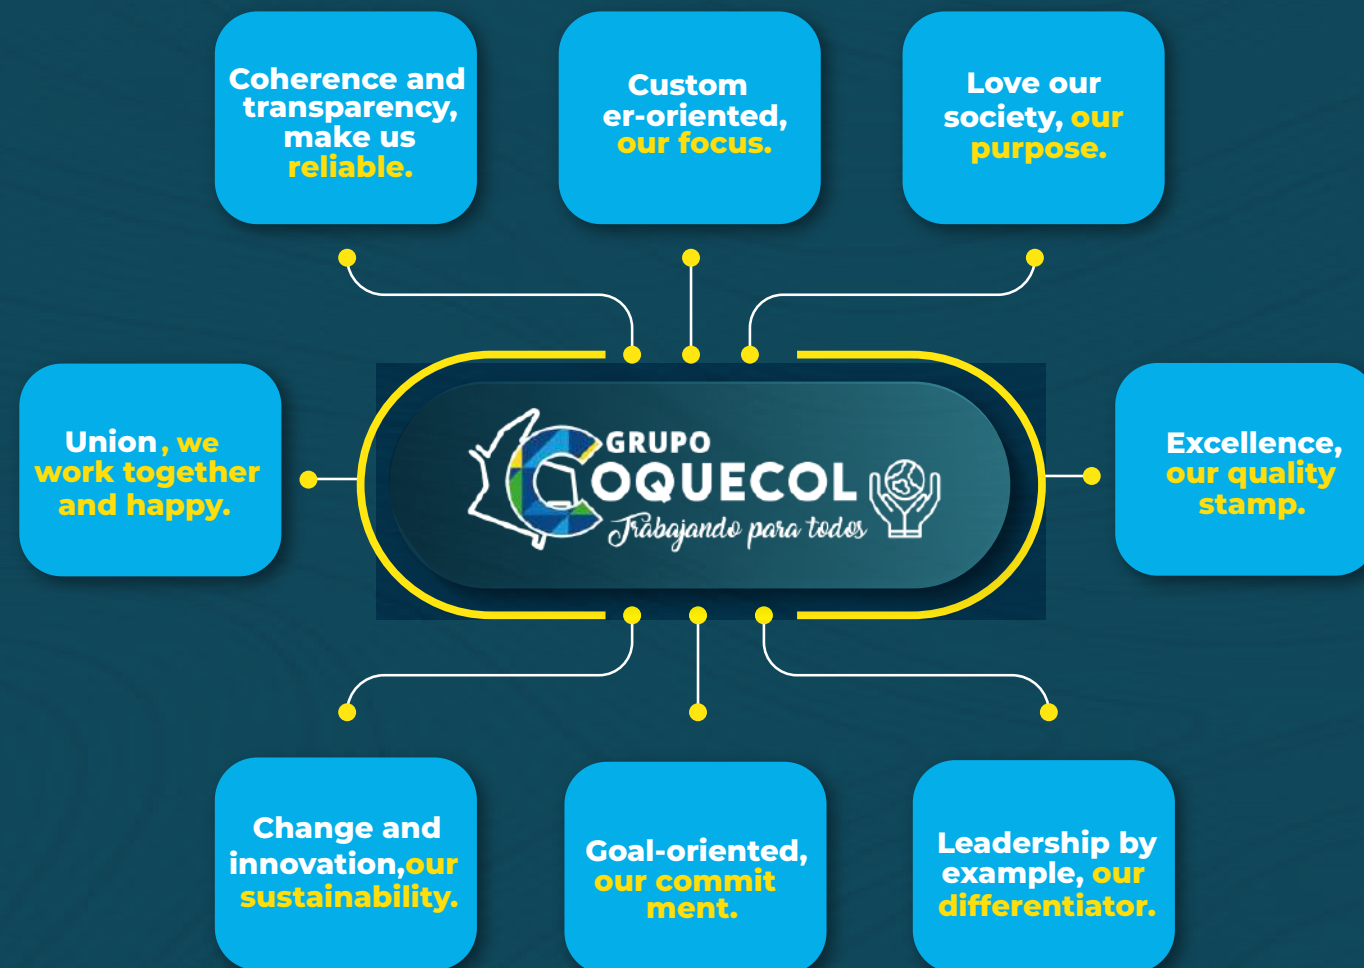 Coherence and
transparency,
make us
reliable.
Custom
er-oriented,
our focus.
Love our
society, our
purpose.
Union, we
work together
and happy.
GRUPO
COQUECOL
Trabajando para todos
Excellence,
our quality
stamp.
Change and
innovation,our
sustainability.
Goal-oriented,
our commit
ment.
Leadership by
example, our
differentiator.